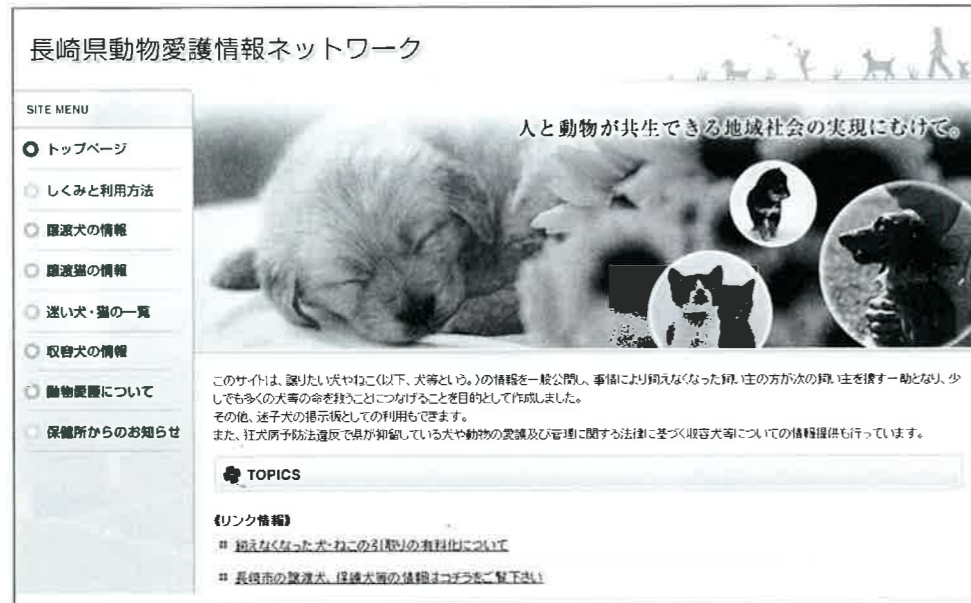 長崎県動物愛護情報ネットワーク
SITE MENU
トップページ
しくみと利用方法
譲渡犬の情報
譲渡猫の情報
迷い犬・猫の一覧
収容犬の情報
動物愛護について
保健所からのお知らせ
人と動物が共生できる地域社会の実現にむけて。
このサイトは、譲りたい犬やねこ(以下、犬等という。)の情報を一般公開し、事情により飼えなくなった飼い主の方が次の飼い主を捜す一助となり、少
しでも多くの犬等の命を救うことにつなげることを目的として作成しました。
その他、迷子犬の掲示板としての利用もできます。
また、狂犬病予防法違反で県が抑留している犬や動物の愛護及び管理に関する法律に基づく収容犬等についての情報提供も行っています。
TOPICS
《リンク情報》
飼えなくなった犬・ねこの引取りの有料化について
長崎市の譲渡犬、保護犬等の情報はコチラをご覧下さい